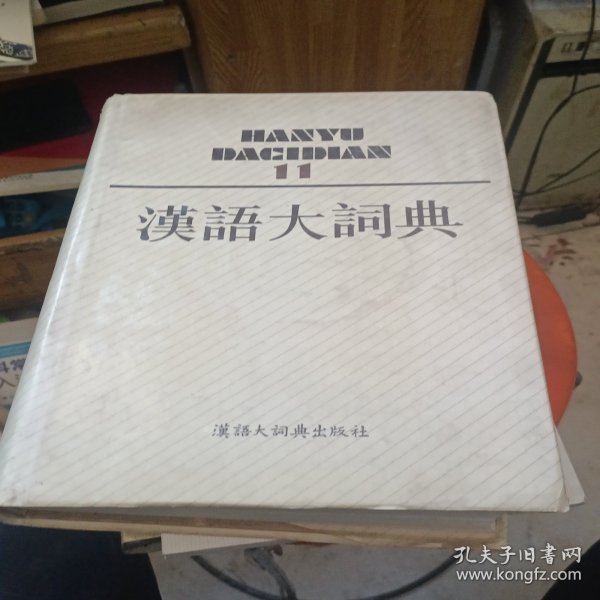 HANYU
DACIDIAN
11
漢語大詞典
漢語大詞典出版社
孔夫子旧书网
www.kongfz.com